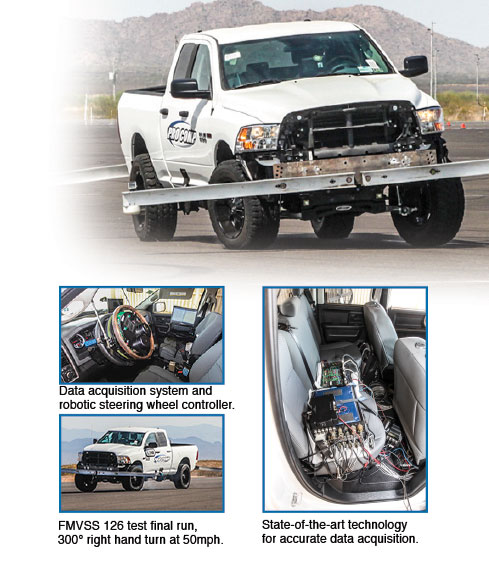 PROCOMP
Data acquisition system and
robotic steering wheel controller.
FMVSS 126 test final run,
300° right hand turn at 50mph.
State-of-the-art technology
for accurate data acquisition.